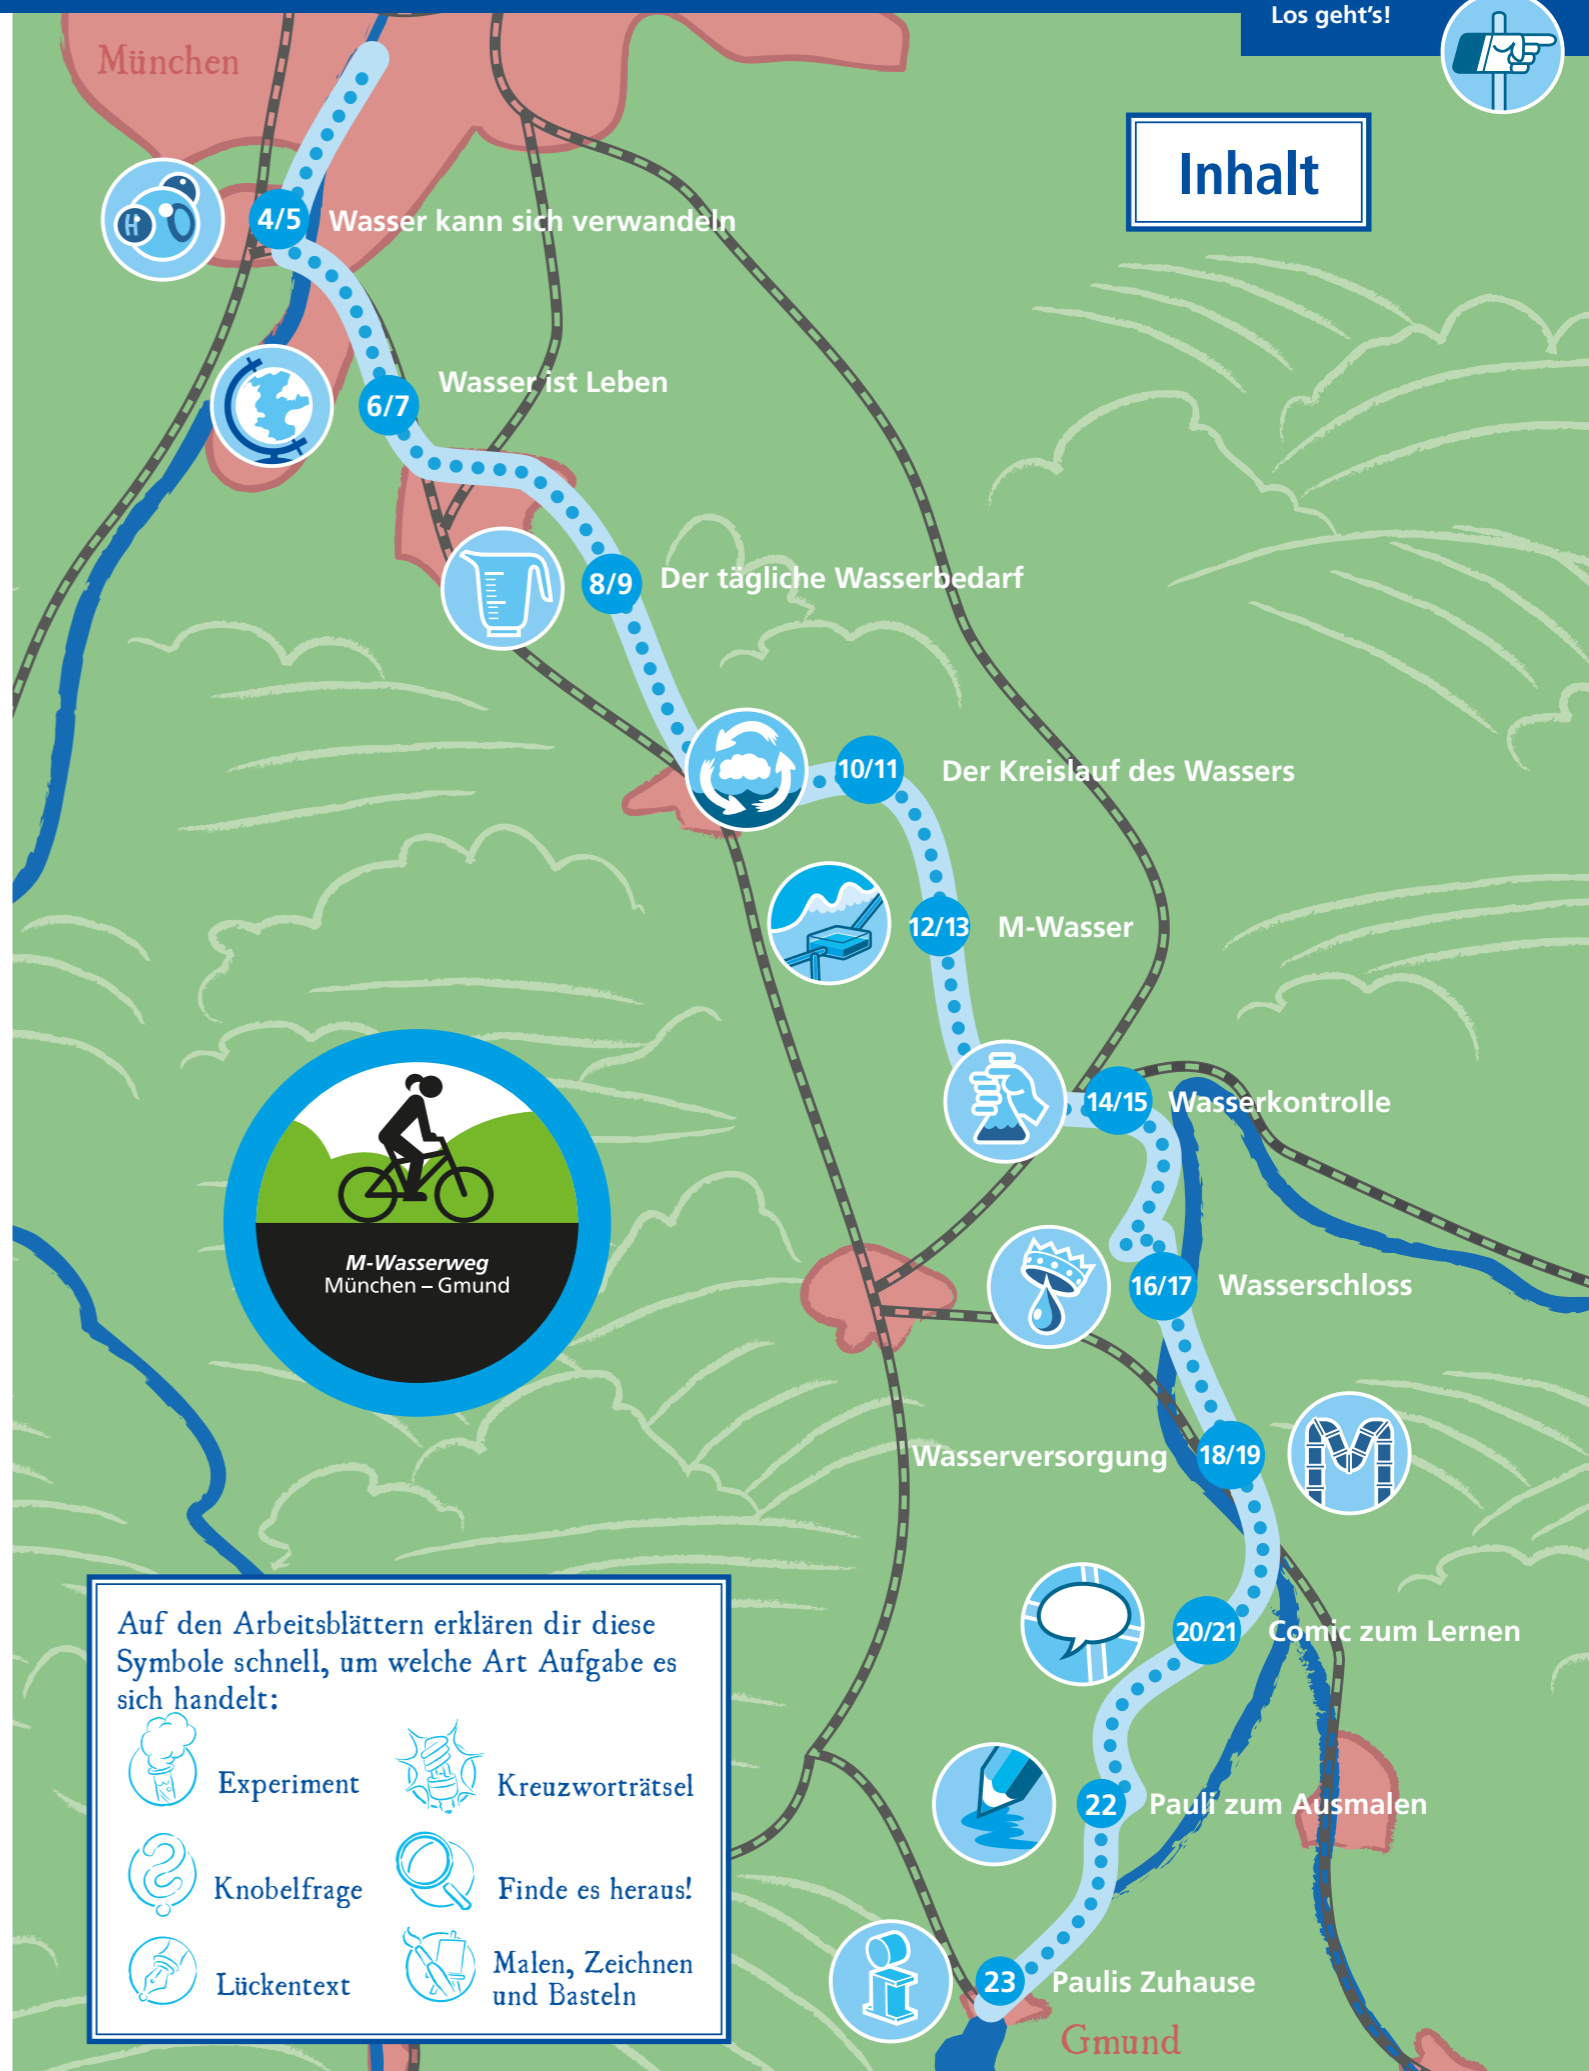 Los geht's!
München
Inhalt
4/5 Wasser kann sich verwandeln
H
6/7 Wasser ist Leben
8/9 Der tägliche Wasserbedarf
10/11 Der Kreislauf des Wassers
12/13 M-Wasser
14/15 Wasserkontrolle
M-Wasserweg
München – Gmund
16/17 Wasserschloss
Wasserversorgung 18/19
20/21 Comic zum Lernen
Auf den Arbeitsblättern erklären dir diese
Symbole schnell, um welche Art Aufgabe es
sich handelt:
Experiment
Kreuzworträtsel
Knobelfrage
Finde es heraus!
Lückentext
Malen, Zeichnen
und Basteln
22 Pauli zum Ausmalen
23 Paulis Zuhause
Gmund